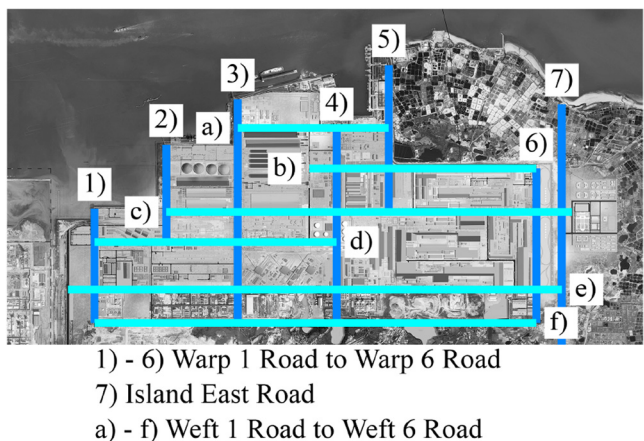 5)
3)
7)
4)
a)
2)
6)
b)
1)
c)
d)
e)
f)
1) - 6) Warp 1 Road to Warp 6 Road
7) Island East Road
a) - f) Weft 1 Road to Weft 6 Road